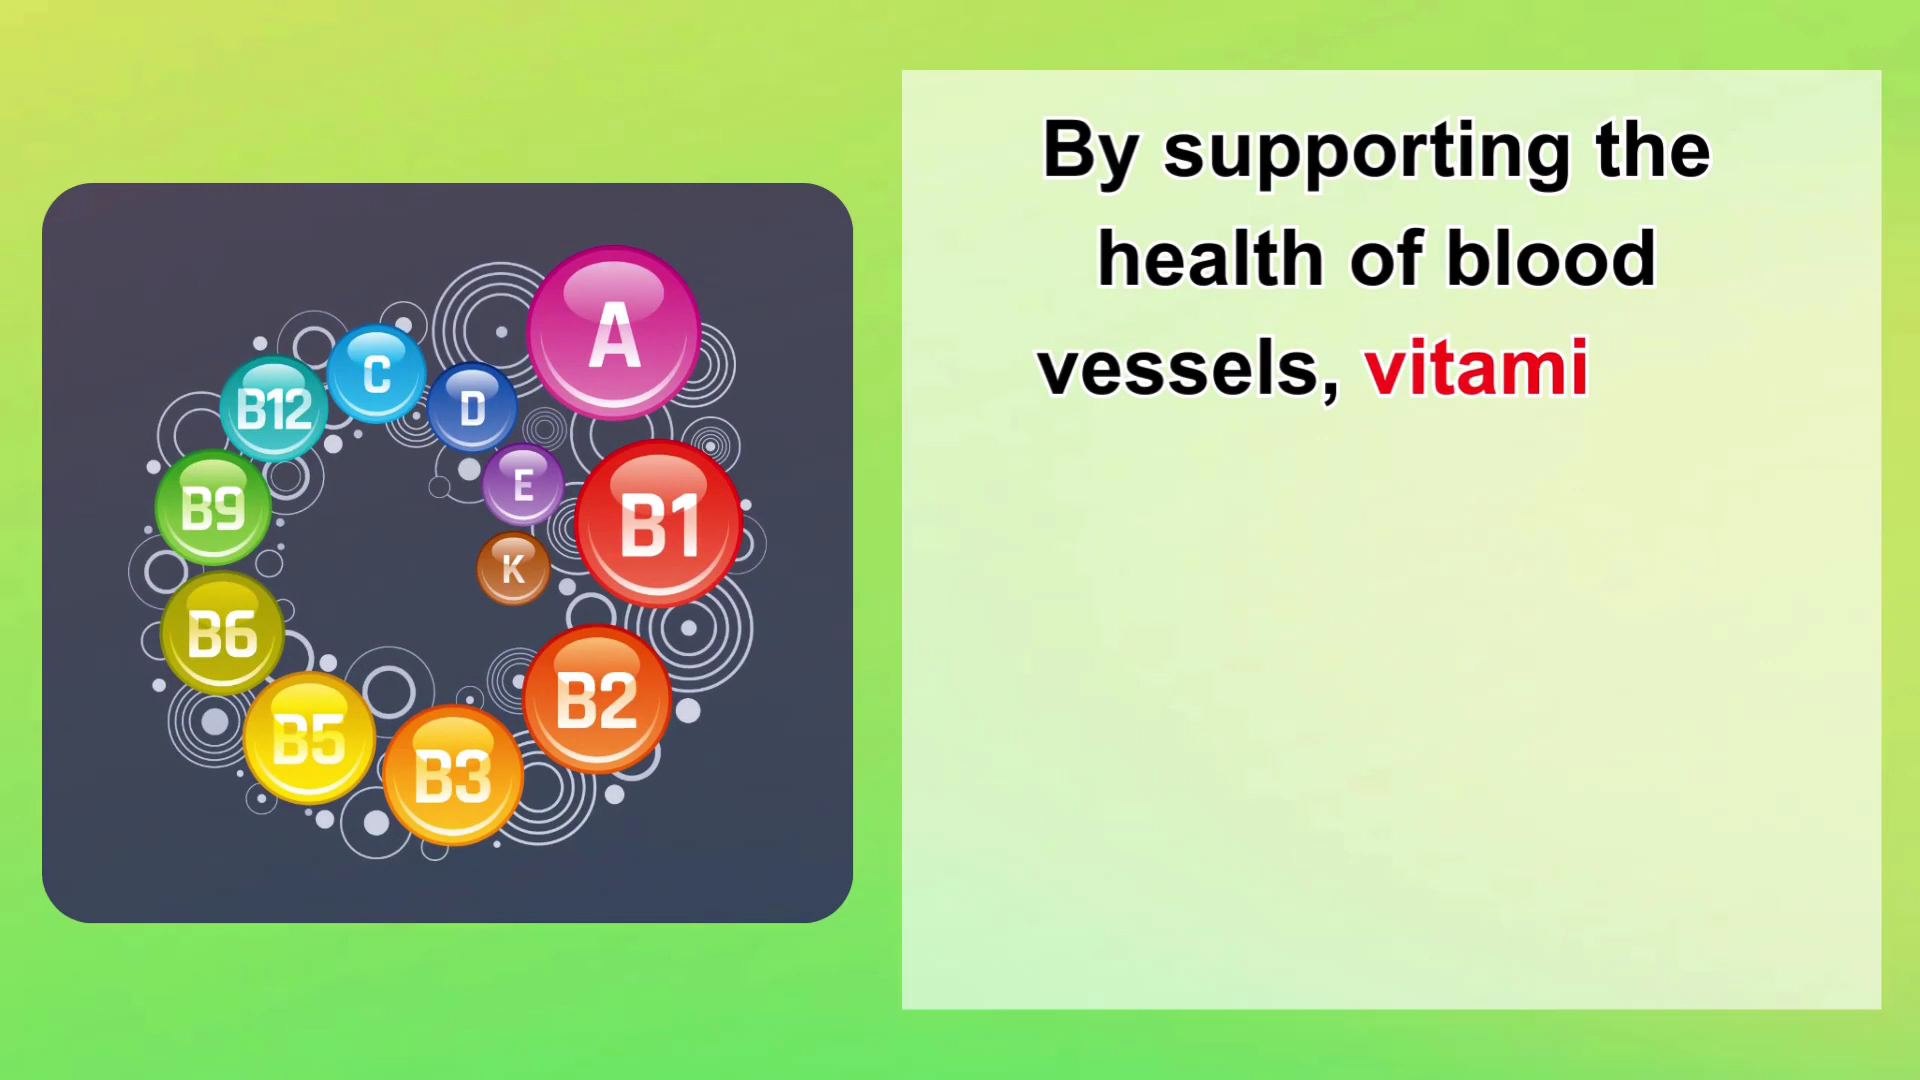 A
C
D
B12
E
B9
B1
K
B6
B2
B5
B3
By supporting the
health of blood
vessels, vitami